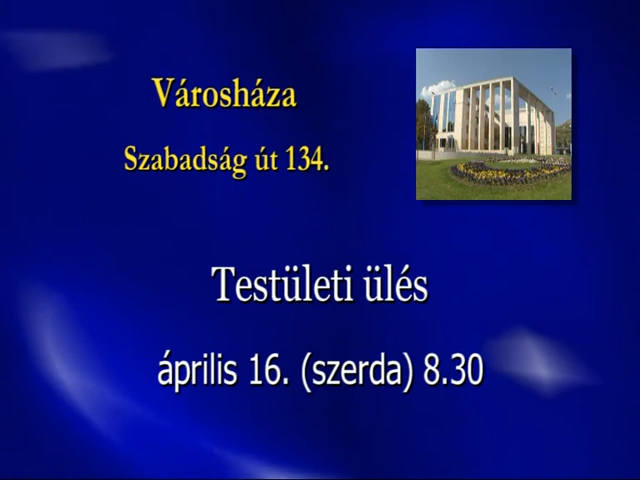 Városháza
Szabadság út 134.
Testületi ülés
április 16. (szerda) 8.30